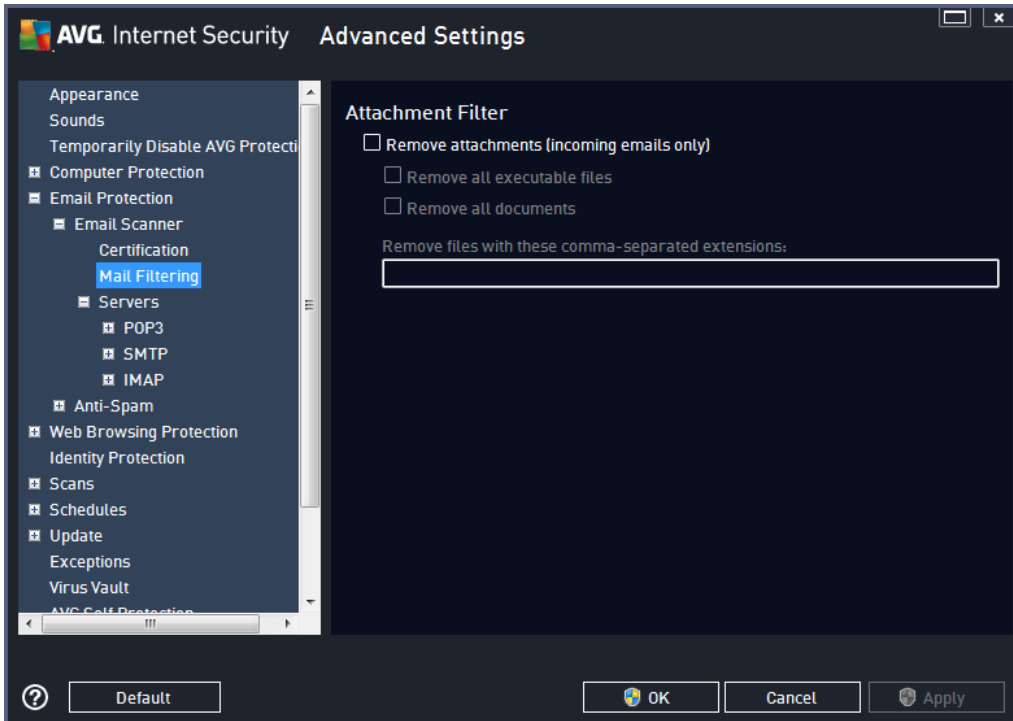 AVG. Internet Security Advanced Settings
Appearance
Sounds
Temporarily Disable AVG Protecti
Computer Protection
Email Protection
Email Scanner
Certification
Mail Filtering
Servers
POP3
SMTP
IMAP
Anti-Spam
Web Browsing Protection
Identity Protection
Scans
Schedules
Update
Exceptions
Virus Vault
AVG Self Protection
Attachment Filter
Remove attachments (incoming emails only)
Remove all executable files
Remove all documents
Remove files with these comma-separated extensions:
Default
OK
Cancel
Apply